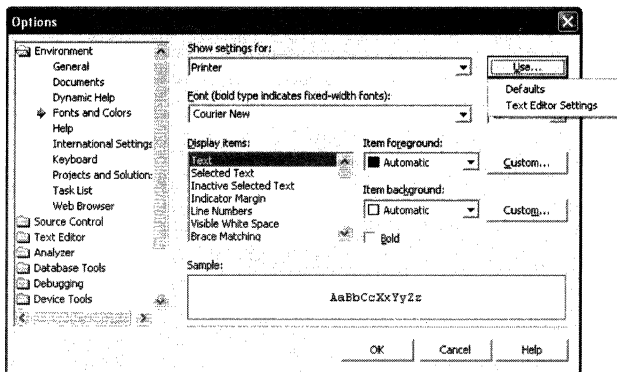 Options
Environment
General
Documents
Dynamic Help
Fonts and Colors
Help
International Settings
Keyboard
Projects and Solution:
Task List
Web Browser
Source Control
Text Editor
Analyzer
Database Tools
Debugging
Device Tools
Show settings for:
Printer
Use...
Defaults
Text Editor Settings
Font (bold type indicates fixed-width fonts):
Courier New
Display items:
Text
Selected Text
Inactive Selected Text
Indicator Margin
Line Numbers
Visible White Space
Brace Matching
Item foreground:
Automatic
Custom...
Item background:
Automatic
Custom...
Bold
Sample:
AaBbCcXxYyZz
OK
Cancel
Help